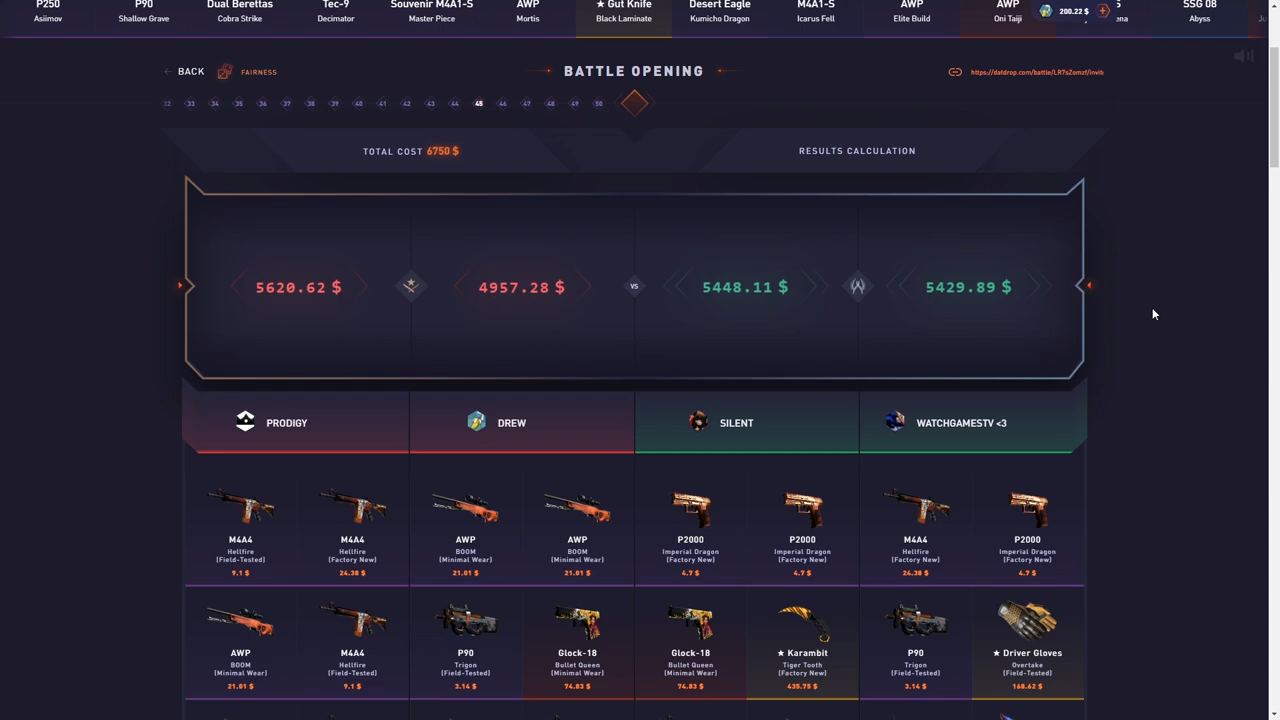 P250 P90 Dual Berettas Tec-9 Souvenir M4A1-S AWP ★ Gut Knife Desert Eagle M4A1-S AWP AWP SSG 08
Asiimov Shallow Grave Cobra Strike Decimator Master Piece Mortis Black Laminate Kumicho Dragon Icarus Fell Elite Build Oni Taiji 200.22 $ Abyss
BACK FAIRNESS BATTLE OPENING https://datdrop.com/battle/LR7sZomzf/invib
32 33 34 35 36 37 38 39 40 41 42 43 44 45 46 47 48 49 50
TOTAL COST 6750 $ RESULTS CALCULATION
5620.62 $ 4957.28 $ VS 5448.11 $ 5429.89 $
PRODIGY DREW SILENT WATCHGAMESTV <3
M4A4 M4A4 AWP AWP P2000 P2000 M4A4 P2000
Hellfire Hellfire BOOM BOOM Imperial Dragon Imperial Dragon Hellfire Imperial Dragon
(Field-Tested) (Factory New) (Minimal Wear) (Minimal Wear) (Factory New) (Factory New) (Factory New) (Factory New)
9.1 $ 24.38 $ 21.01 $ 21.01 $ 4.7 $ 4.7 $ 24.38 $ 4.7 $
AWP M4A4 P90 Glock-18 Glock-18 ★ Karambit P90 ★ Driver Gloves
BOOM Hellfire Trigon Bullet Queen Bullet Queen Tiger Tooth Trigon Overtake
(Minimal Wear) (Field-Tested) (Field-Tested) (Minimal Wear) (Minimal Wear) (Factory New) (Field-Tested) (Field-Tested)
21.01 $ 9.1 $ 3.14 $ 74.83 $ 74.83 $ 435.75 $ 3.14 $ 168.62 $